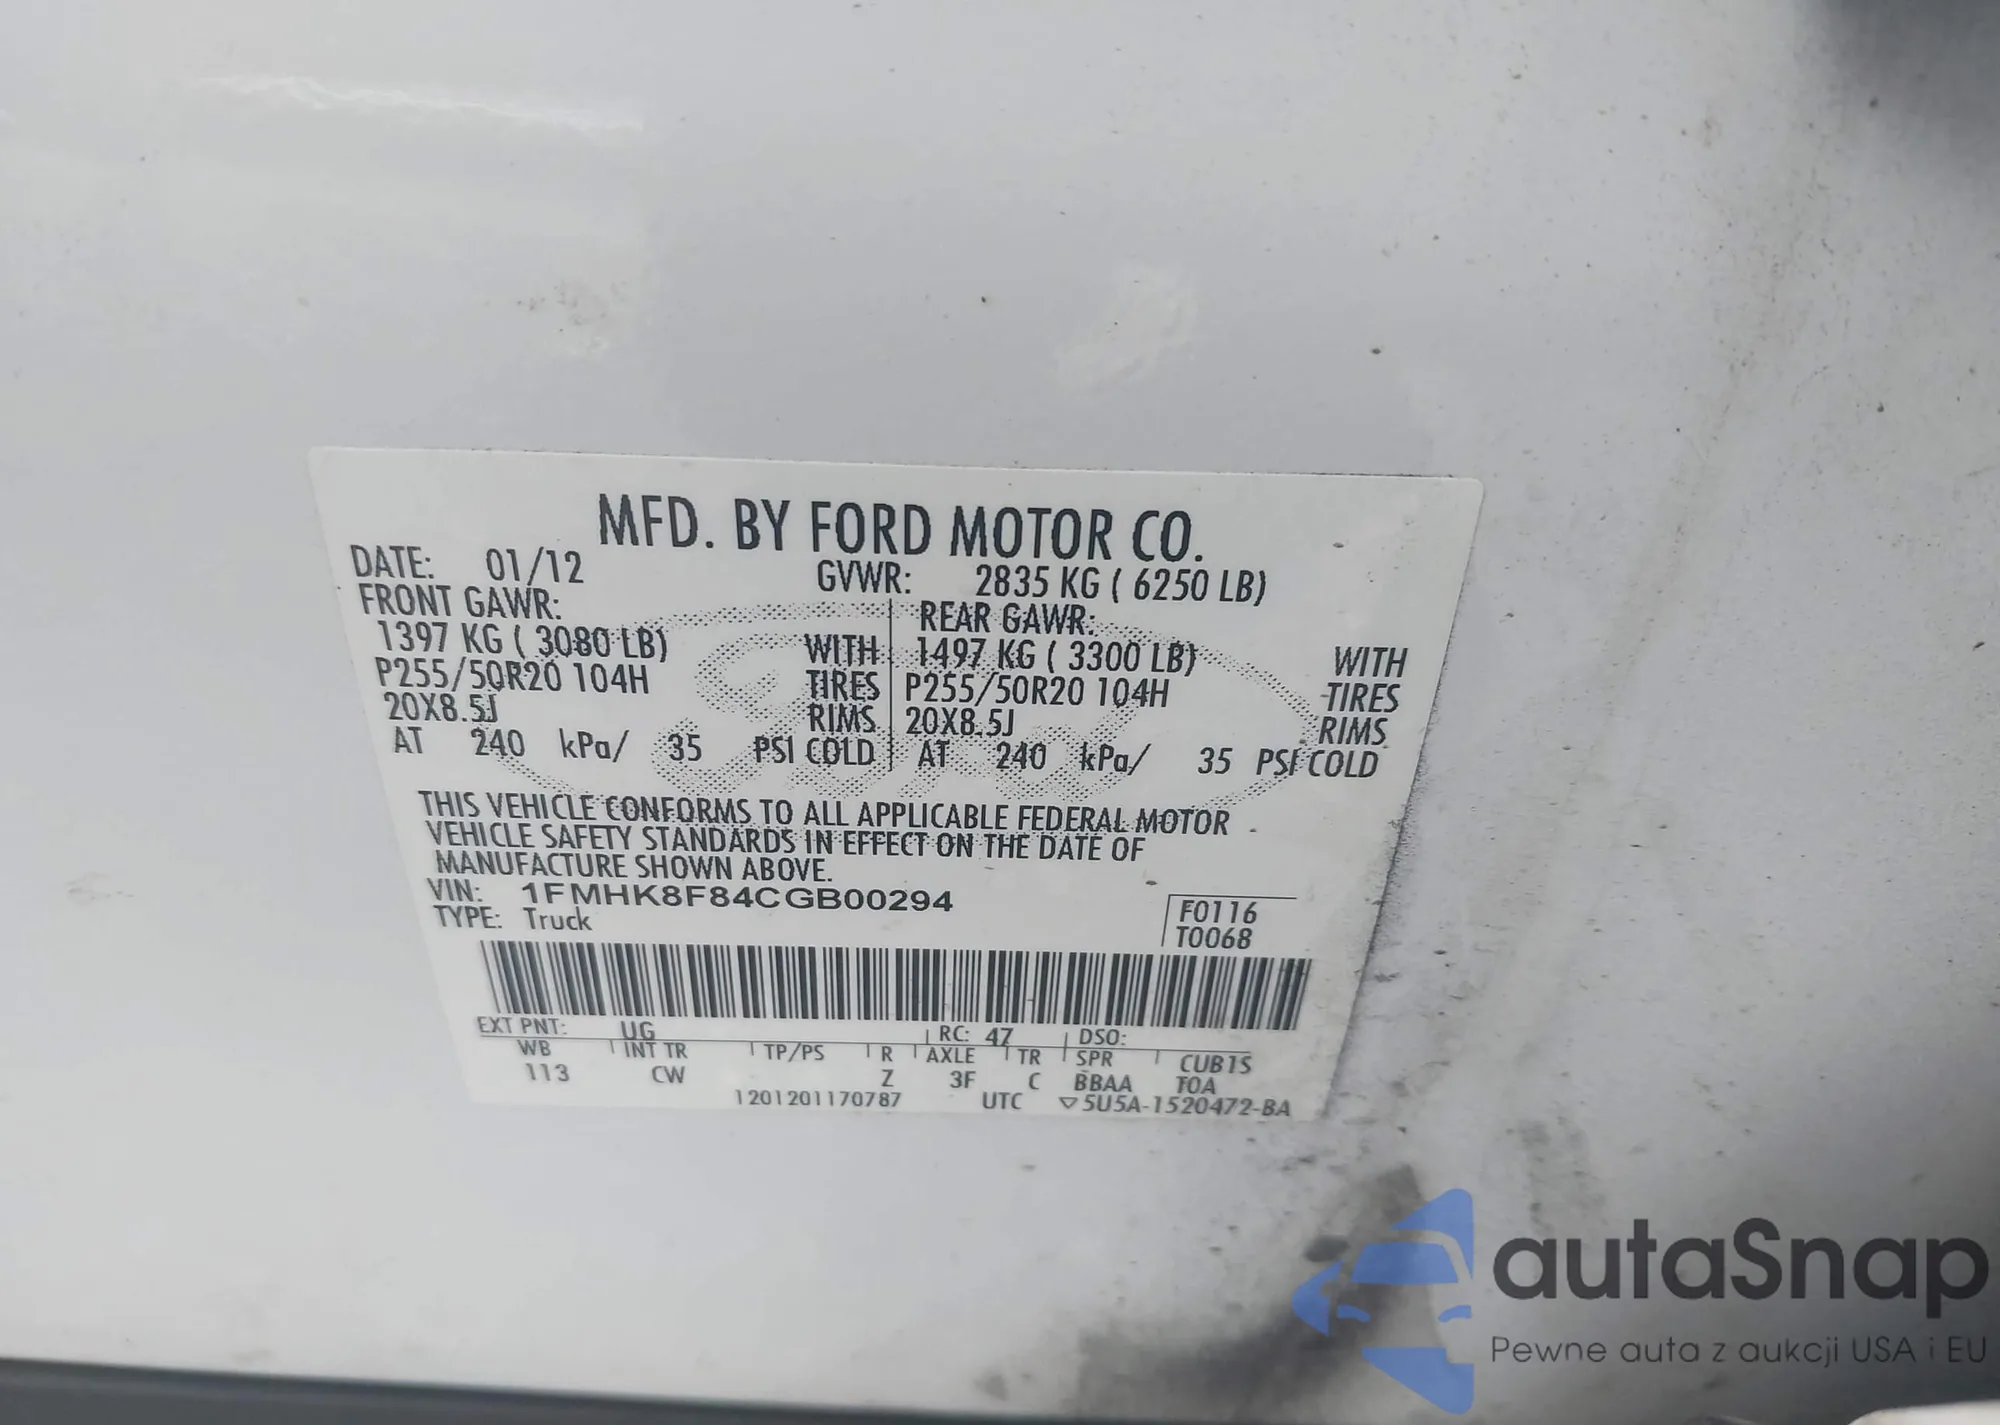 MFD. BY FORD MOTOR CO.
DATE: 01/12 GVWR: 2835 KG ( 6250 LB)
FRONT GAWR: REAR GAWR:
1397 KG ( 3080 LB) WITH 1497 KG ( 3300 LB) WITH
P255/50R20 104H TIRES P255/50R20 104H TIRES
20X8.5J RIMS 20X8.5J RIMS
AT 240 kPa/ 35 PSI COLD AT 240 kPa/ 35 PSI COLD
THIS VEHICLE CONFORMS TO ALL APPLICABLE FEDERAL MOTOR
VEHICLE SAFETY STANDARDS IN EFFECT ON THE DATE OF
MANUFACTURE SHOWN ABOVE.
VIN: 1FMHK8F84CGB00294
TYPE: Truck
F0116
T0068
EXT PNT: UG RC: 47 DSO:
WB INT TR TP/PS R AXLE TR SPR CUB1S
113 CW Z 3F C BBAA TOA
1201201170787 UTC ▽5U5A-1520472-BA
autaSnap
Pewne auta z aukcji USA i EU